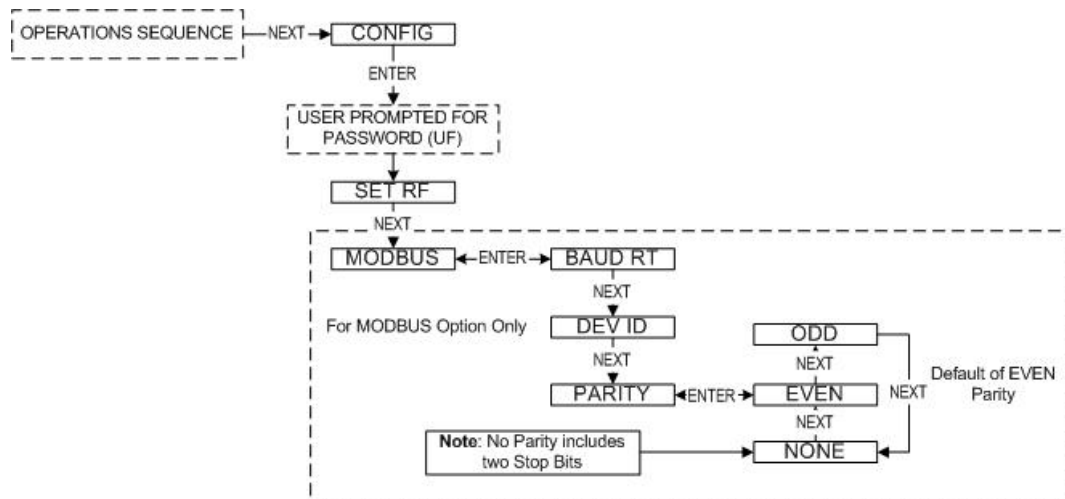 OPERATIONS SEQUENCE
NEXT
CONFIG
ENTER
USER PROMPTED FOR
PASSWORD (UF)
SET RF
NEXT
MODBUS
ENTER
BAUD RT
NEXT
For MODBUS Option Only
DEV ID
ODD
NEXT
NEXT
PARITY
ENTER
EVEN
NEXT
Default of EVEN
Parity
NEXT
Note: No Parity includes
two Stop Bits
NONE